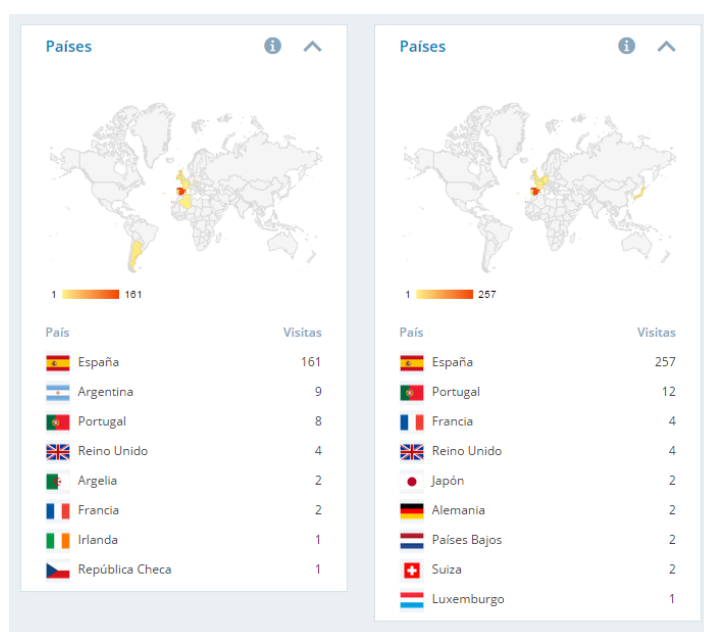 Países
1 161
País Visitas
España 161
Argentina 9
Portugal 8
Reino Unido 4
Argelia 2
Francia 2
Irlanda 1
República Checa 1
Países
1 257
País Visitas
España 257
Portugal 12
Francia 4
Reino Unido 4
Japón 2
Alemania 2
Países Bajos 2
Suiza 2
Luxemburgo 1